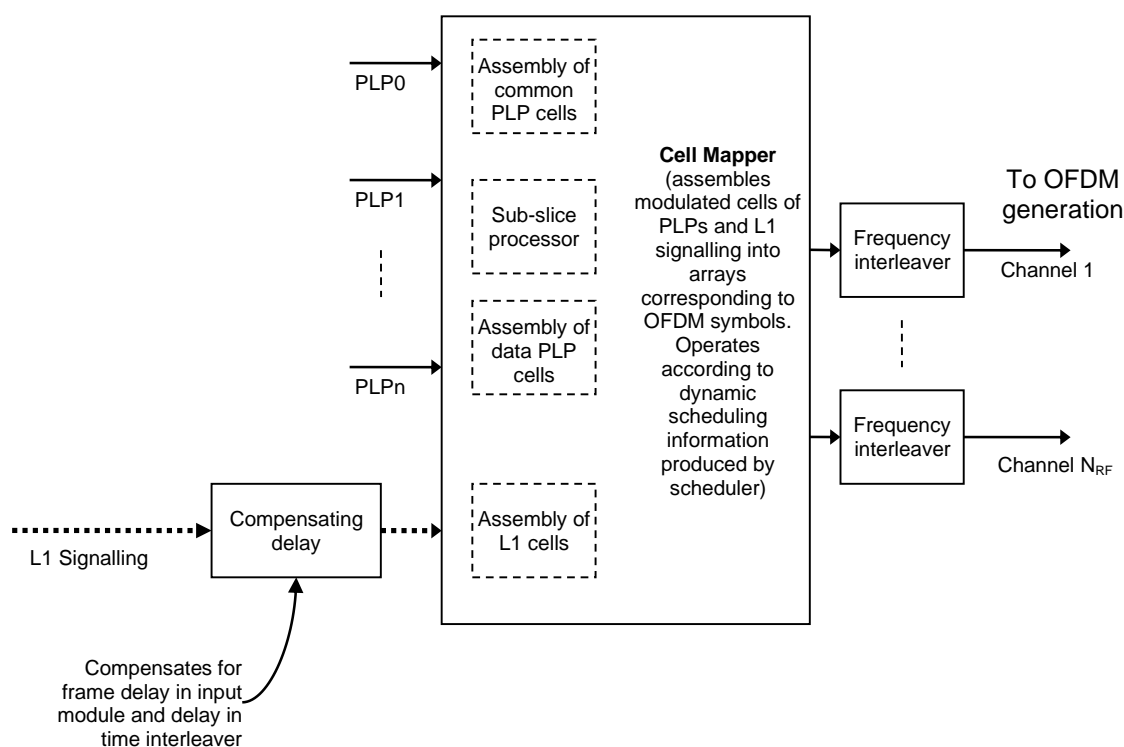 PLP0
PLP1
PLPn
Assembly of
common
PLP cells
Sub-slice
processor
Assembly of
data PLP
cells
Assembly of
L1 cells
Cell Mapper
(assembles
modulated cells of
PLPs and L1
signalling into
arrays
corresponding to
OFDM symbols.
Operates
according to
dynamic
scheduling
information
produced by
scheduler)
Frequency
interleaver
To OFDM
generation
Channel 1
Frequency
interleaver
Channel NRF
L1 Signalling
Compensating
delay
Compensates for
frame delay in input
module and delay in
time interleaver